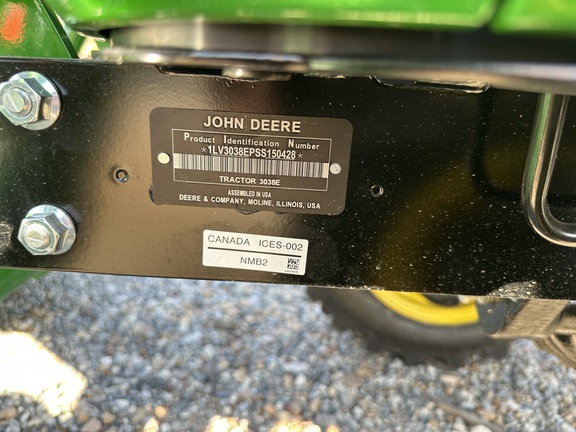 JOHN DEERE
Product Identification Number
*1LV3038EPSS150428*
TRACTOR 3038E
ASSEMBLED IN USA
DEERE & COMPANY, MOLINE, ILLINOIS, USA
CANADA ICES-002
NMB2